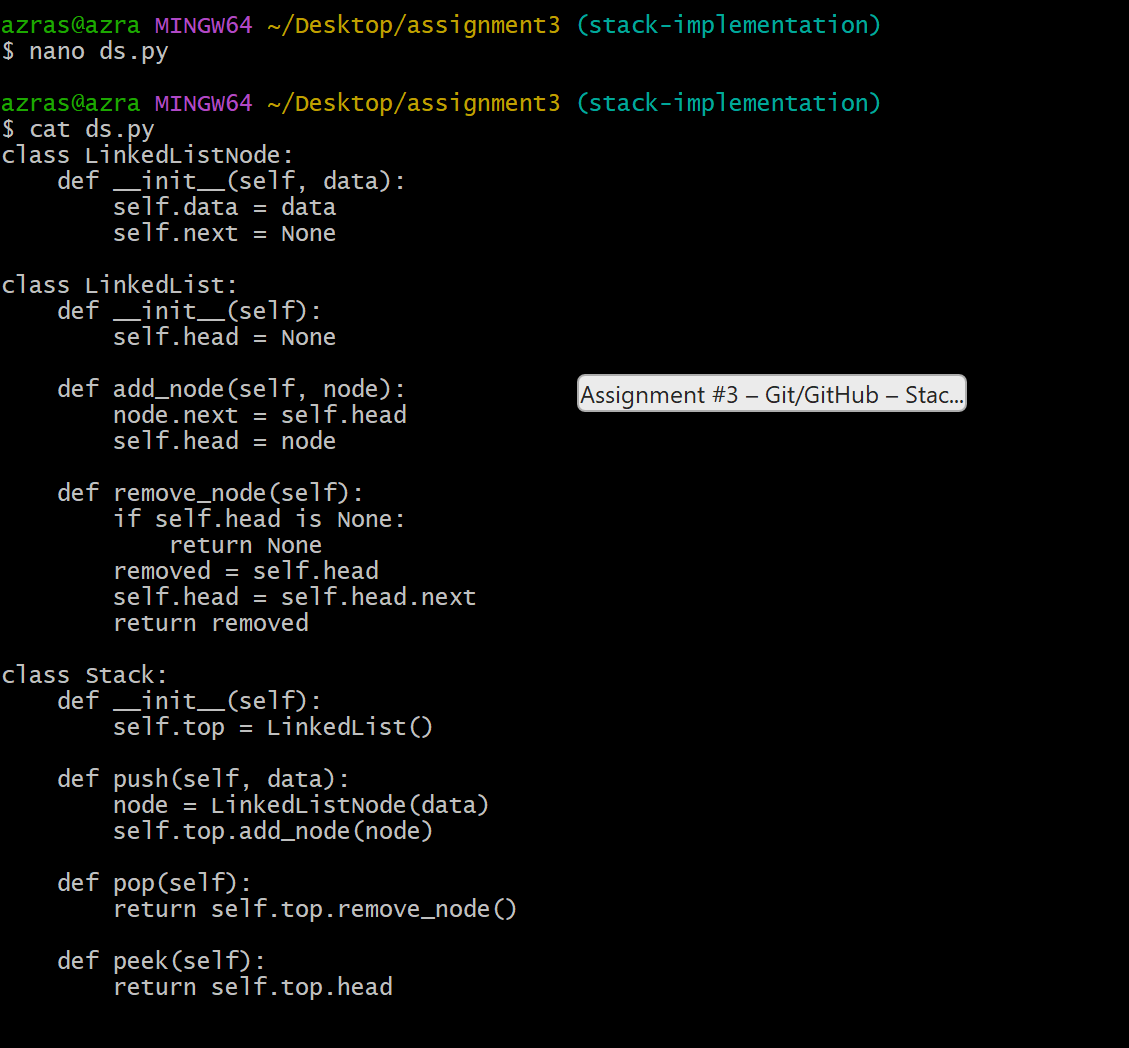 azras@azra MINGW64 ~/Desktop/assignment3 (stack-implementation)
$ nano ds.py

azras@azra MINGW64 ~/Desktop/assignment3 (stack-implementation)
$ cat ds.py
class LinkedListNode:
    def __init__(self, data):
        self.data = data
        self.next = None

class LinkedList:
    def __init__(self):
        self.head = None

    def add_node(self, node):
Assignment #3 – Git/GitHub – Stac...
        node.next = self.head
        self.head = node

    def remove_node(self):
        if self.head is None:
            return None
        removed = self.head
        self.head = self.head.next
        return removed

class Stack:
    def __init__(self):
        self.top = LinkedList()

    def push(self, data):
        node = LinkedListNode(data)
        self.top.add_node(node)

    def pop(self):
        return self.top.remove_node()

    def peek(self):
        return self.top.head